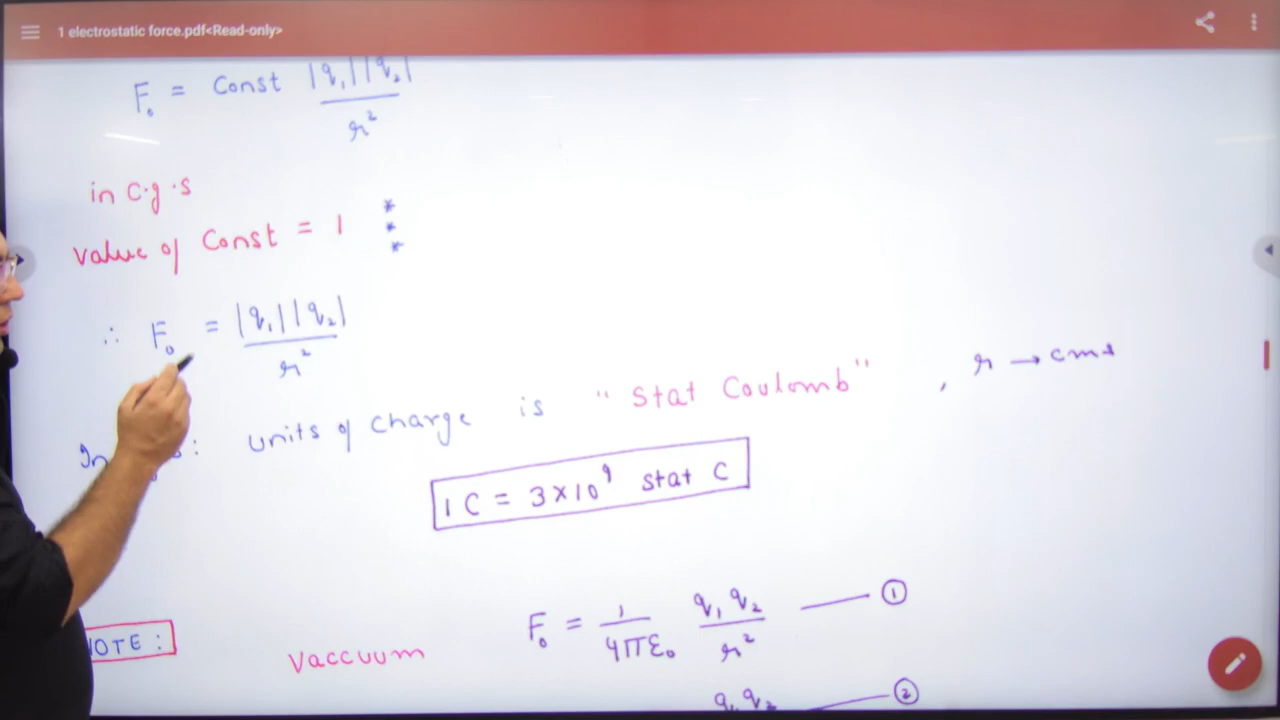 1 electrostatic force.pdf<Read-only>
F₀ = Const |q₁||q₂| / r²
in C.g.s
value of Const = 1 ***
∴ F₀ = |q₁||q₂| / r²
In : units of charge is "Stat Coulomb" , r → cms
1 C = 3×10⁹ stat C
F₀ = 1/4πε₀ q₁q₂/r² —— ①
NOTE :
Vaccuum
q₁q₂ —— ②